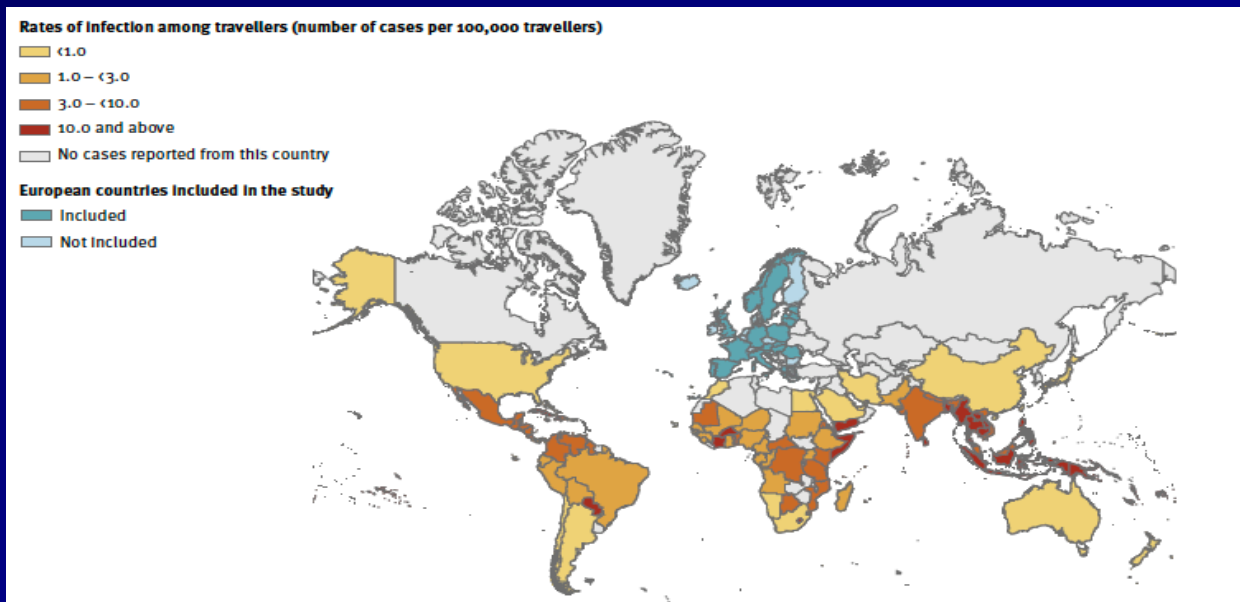 Rates of infection among travellers (number of cases per 100,000 travellers)
<1.0
1.0 – <3.0
3.0 – <10.0
10.0 and above
No cases reported from this country
European countries included in the study
Included
Not included